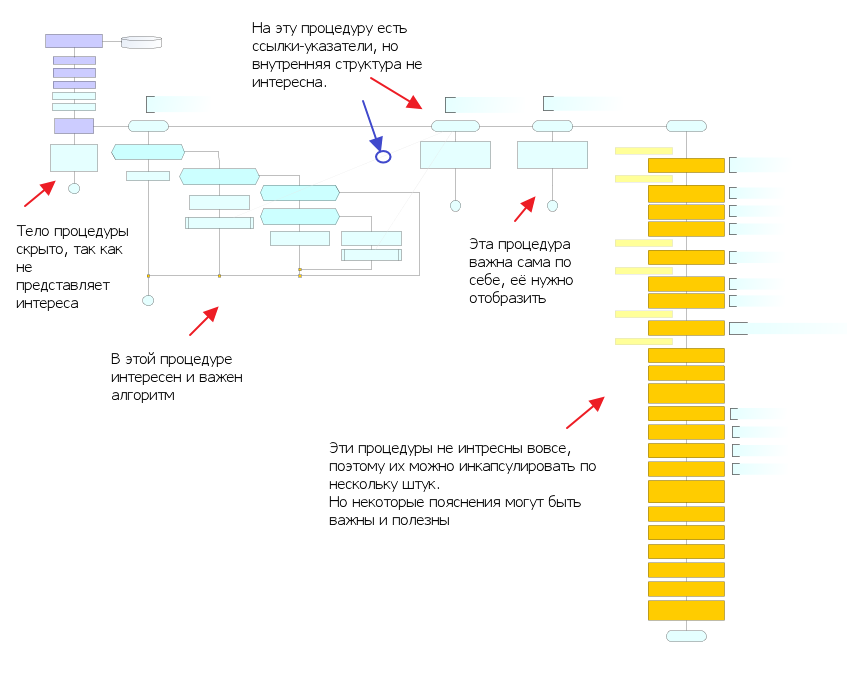 На эту процедуру есть
ссылки-указатели, но
внутренняя структура не
интересна.
Тело процедуры
скрыто, так как
не
представляет
интереса
Эта процедура
важна сама по
себе, её нужно
отобразить
В этой процедуре
интересен и важен
алгоритм
Эти процедуры не интресны вовсе,
поэтому их можно инкапсулировать по
нескольку штук.
Но некоторые пояснения могут быть
важны и полезны